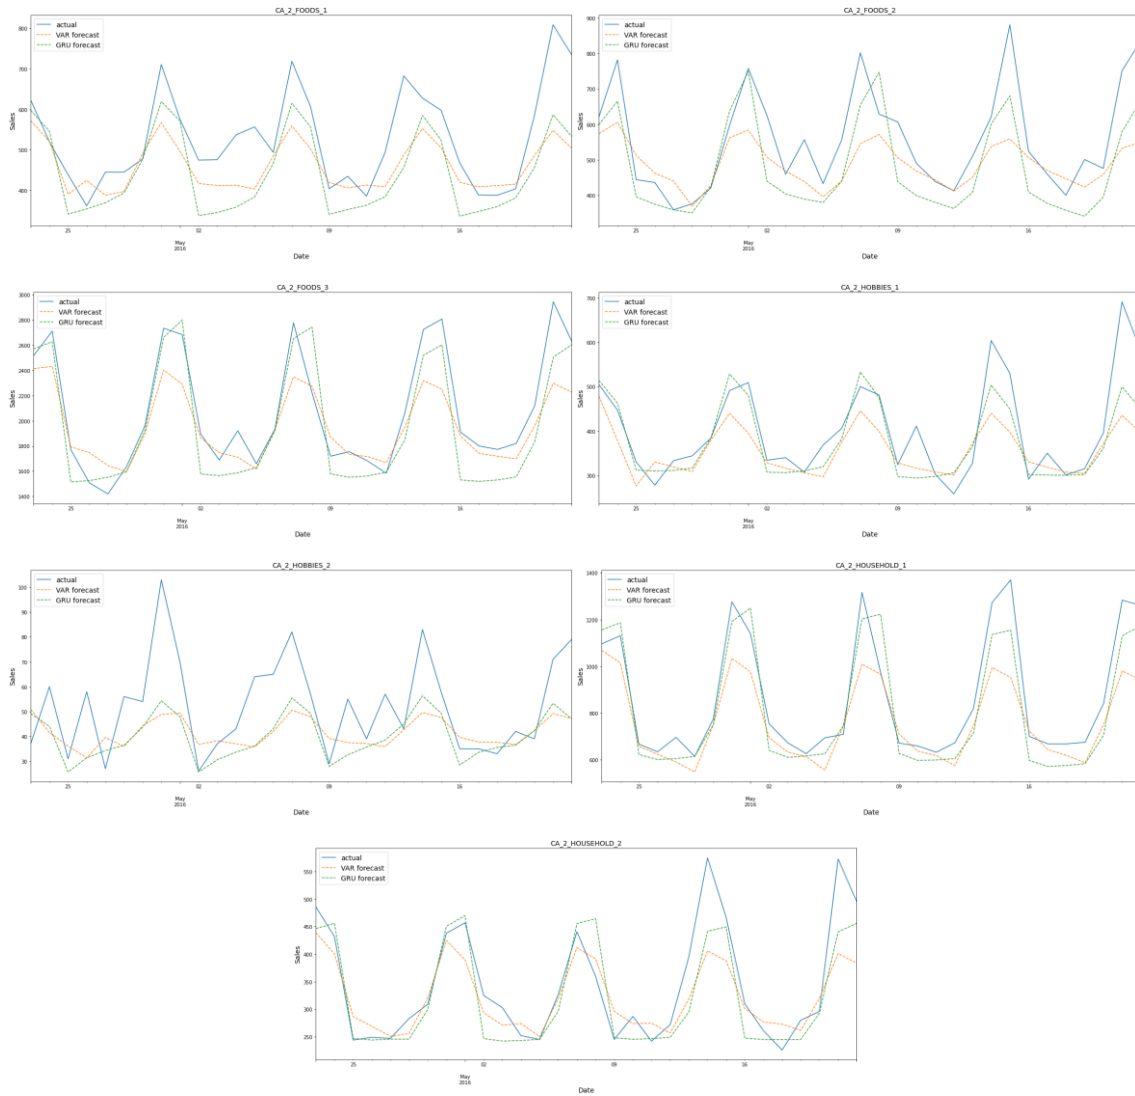 CA_2_FOODS_1
actual
VAR forecast
GRU forecast
Sales
800
700
600
500
400
25
May
2016
02
09
16
Date
CA_2_FOODS_2
actual
VAR forecast
GRU forecast
Sales
900
800
700
600
500
400
25
May
2016
02
09
16
Date
CA_2_FOODS_3
actual
VAR forecast
GRU forecast
Sales
3000
2800
2600
2400
2200
2000
1800
1600
1400
25
May
2016
02
09
16
Date
CA_2_HOBBIES_1
actual
VAR forecast
GRU forecast
Sales
700
600
500
400
300
25
May
2016
02
09
16
Date
CA_2_HOBBIES_2
actual
VAR forecast
GRU forecast
Sales
100
90
80
70
60
50
40
30
25
May
2016
02
09
16
Date
CA_2_HOUSEHOLD_1
actual
VAR forecast
GRU forecast
Sales
1400
1200
1000
800
600
25
May
2016
02
09
16
Date
CA_2_HOUSEHOLD_2
actual
VAR forecast
GRU forecast
Sales
550
500
450
400
350
300
250
25
May
2016
02
09
16
Date